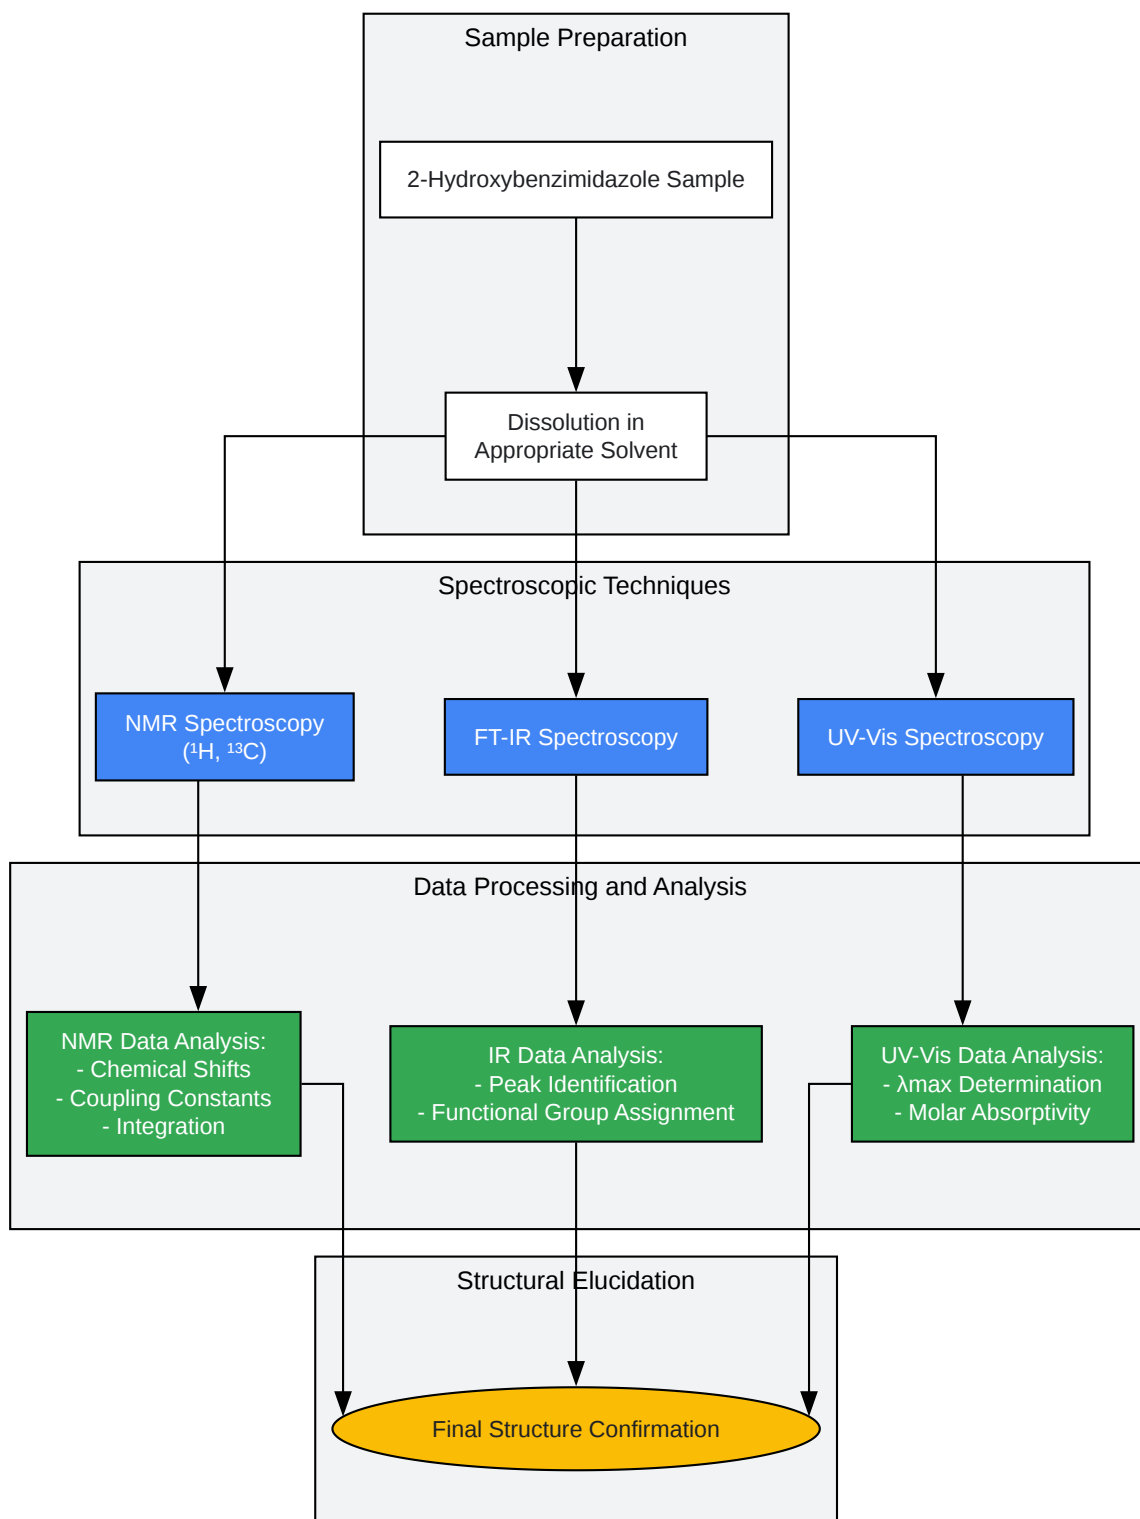 Sample Preparation
2-Hydroxybenzimidazole Sample
Dissolution in
Appropriate Solvent
Spectroscopic Techniques
NMR Spectroscopy
(¹H, ¹³C)
FT-IR Spectroscopy
UV-Vis Spectroscopy
Data Processing and Analysis
NMR Data Analysis:
- Chemical Shifts
- Coupling Constants
- Integration
IR Data Analysis:
- Peak Identification
- Functional Group Assignment
UV-Vis Data Analysis:
- λmax Determination
- Molar Absorptivity
Structural Elucidation
Final Structure Confirmation